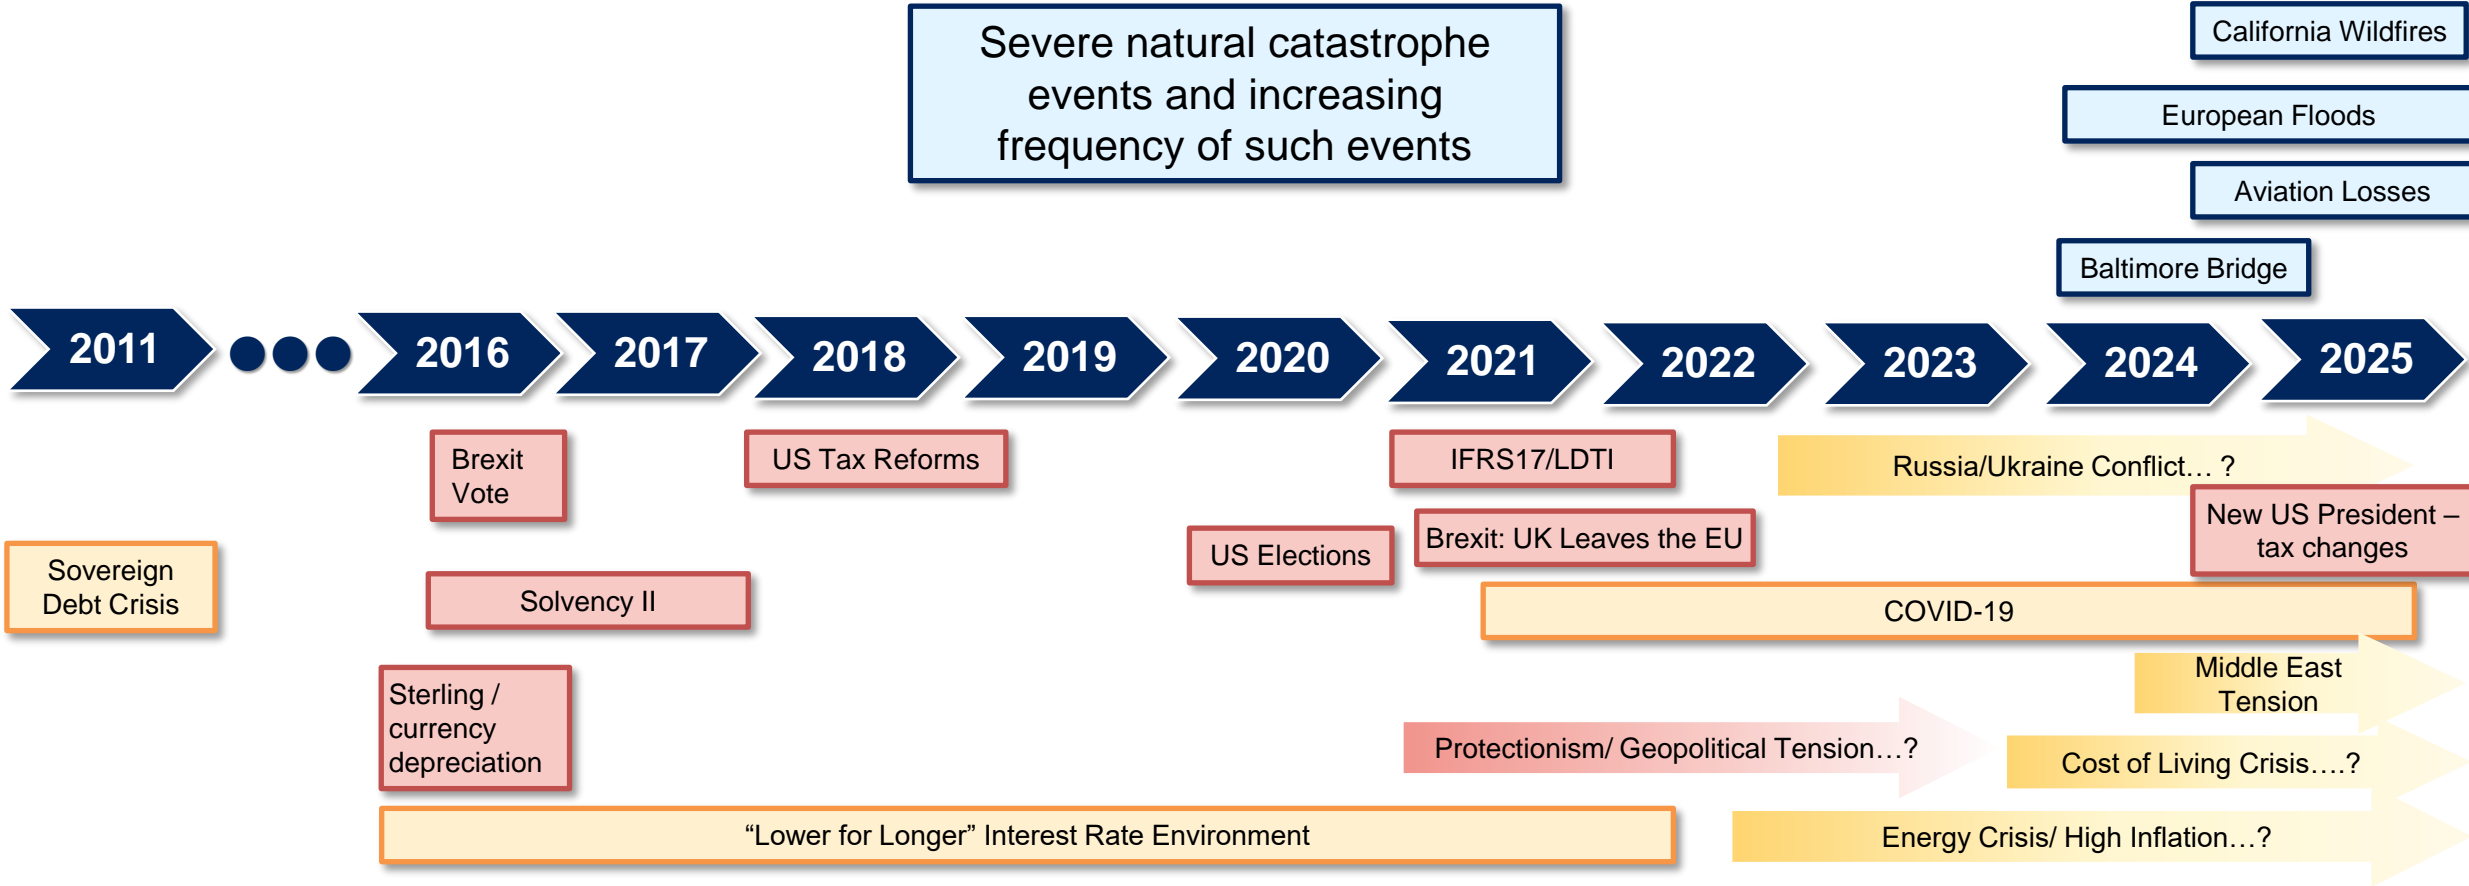 Severe natural catastrophe
events and increasing
frequency of such events
California Wildfires
European Floods
Aviation Losses
Baltimore Bridge
2011
2016
2017
2018
2019
2020
2021
2022
2023
2024
2025
Brexit
Vote
US Tax Reforms
IFRS17/LDTI
Russia/Ukraine Conflict… ?
New US President –
tax changes
US Elections
Brexit: UK Leaves the EU
Sovereign
Debt Crisis
Solvency II
COVID-19
Sterling /
currency
depreciation
Middle East
Tension
Protectionism/ Geopolitical Tension…?
Cost of Living Crisis….?
“Lower for Longer” Interest Rate Environment
Energy Crisis/ High Inflation…?